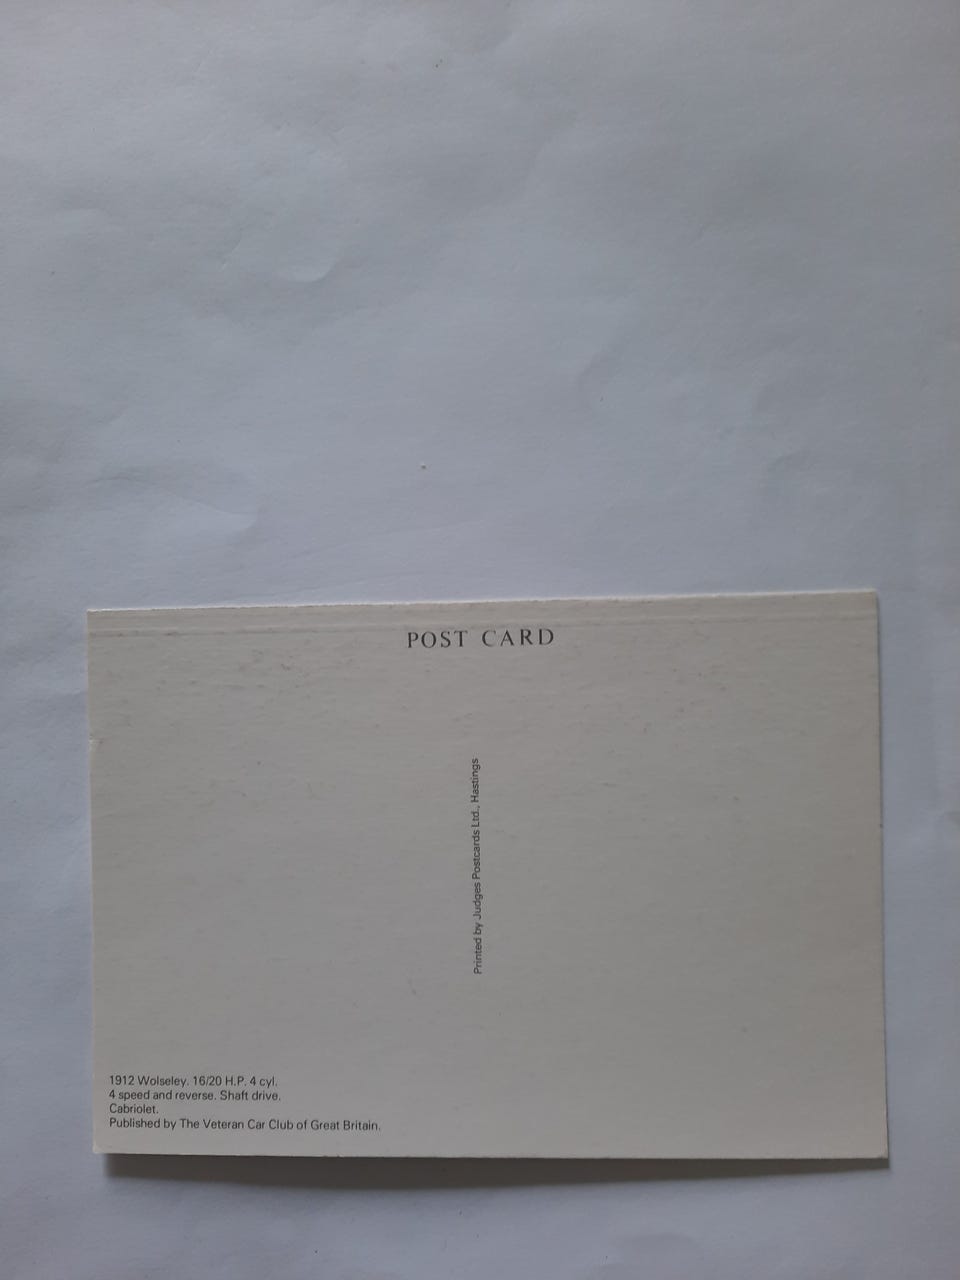 POST CARD
Printed by Judges Postcards Ltd., Hastings
1912 Wolseley. 16/20 H.P. 4 cyl.
4 speed and reverse. Shaft drive.
Cabriolet.
Published by The Veteran Car Club of Great Britain.